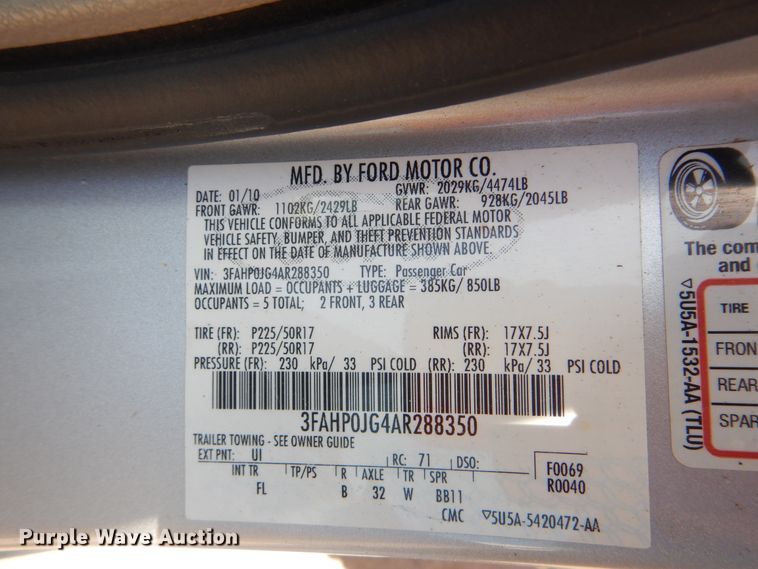 MFD. BY FORD MOTOR CO.
DATE: 01/10 GVWR: 2029KG/4474LB
FRONT GAWR: 1102KG/2429LB REAR GAWR: 928KG/2045LB
THIS VEHICLE CONFORMS TO ALL APPLICABLE FEDERAL MOTOR
VEHICLE SAFETY, BUMPER, AND THEFT PREVENTION STANDARDS
IN EFFECT ON THE DATE OF MANUFACTURE SHOWN ABOVE.
VIN: 3FAHP0JG4AR288350 TYPE: Passenger Car
MAXIMUM LOAD = OCCUPANTS + LUGGAGE = 385KG/ 850LB
OCCUPANTS = 5 TOTAL; 2 FRONT, 3 REAR
TIRE (FR): P225/50R17 RIMS (FR): 17X7.5J
(RR): P225/50R17 (RR): 17X7.5J
PRESSURE (FR): 230 kPa/ 33 PSI COLD (RR): 230 kPa/ 33 PSI COLD
3FAHP0JG4AR288350
TRAILER TOWING - SEE OWNER GUIDE
EXT PNT: UI RC: 71 DSO:
INT TR TP/PS R AXLE TR SPR
FL B 32 W BB11
F0069
R0040
CMC ▽5U5A-5420472-AA
The com
and
▽5U5A-1532-AA (TLU)
TIRE
FRON
REAR
SPAR
Purple Wave Auction